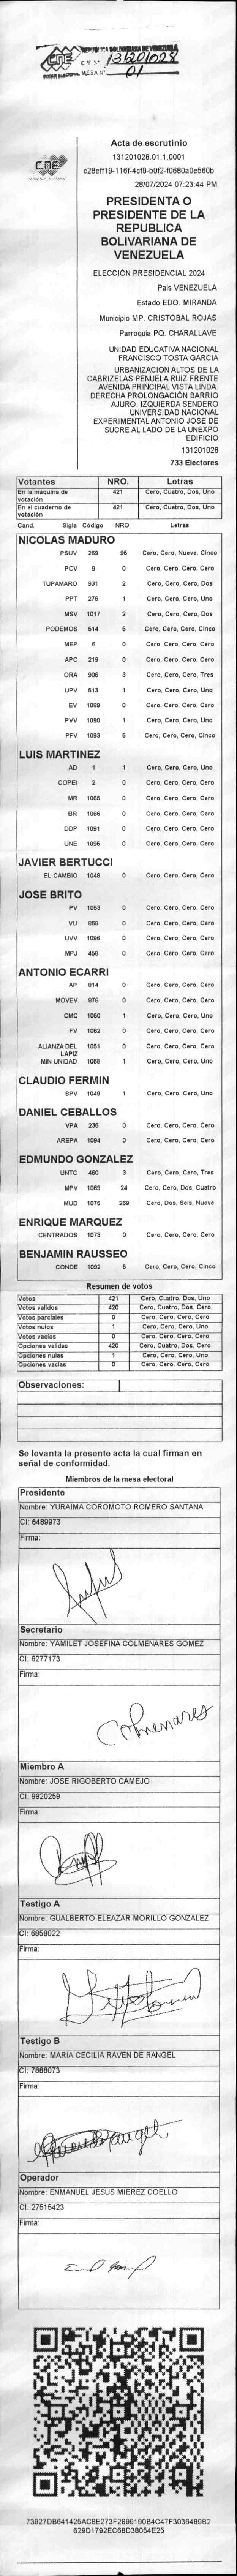 CNE
REPUBLICA BOLIVARIANA DE VENEZUELA
C.V. Nº 131201028
PODER ELECTORAL MESA Nº 01
CNE
Acta de escrutinio
131201028.01.1.0001
c28eff19-116f-4cf9-b0f2-f0680a0e560b
28/07/2024 07:23:44 PM
PRESIDENTA O
PRESIDENTE DE LA
REPUBLICA
BOLIVARIANA DE
VENEZUELA
ELECCIÓN PRESIDENCIAL 2024
Pais VENEZUELA
Estado EDO. MIRANDA
Municipio MP. CRISTOBAL ROJAS
Parroquia PQ. CHARALLAVE
UNIDAD EDUCATIVA NACIONAL
FRANCISCO TOSTA GARCIA
URBANIZACION ALTOS DE LA
CABRIZELAS PENUELA RUIZ FRENTE
AVENIDA PRINCIPAL VISTA LINDA.
DERECHA PROLONGACIÓN BARRIO
AJURO. IZQUIERDA SENDERO
UNIVERSIDAD NACIONAL
EXPERIMENTAL ANTONIO JOSE DE
SUCRE AL LADO DE LA UNEXPO
EDIFICIO
131201028
733 Electores
Votantes NRO. Letras
En la máquina de votación 421 Cero, Cuatro, Dos, Uno
En el cuaderno de votación 421 Cero, Cuatro, Dos, Uno
Cand. Sigla Código NRO. Letras
NICOLAS MADURO
PSUV 269 95 Cero, Cero, Nueve, Cinco
PCV 9 0 Cero, Cero, Cero, Cero
TUPAMARO 931 2 Cero, Cero, Cero, Dos
PPT 276 1 Cero, Cero, Cero, Uno
MSV 1017 2 Cero, Cero, Cero, Dos
PODEMOS 514 5 Cero, Cero, Cero, Cinco
MEP 6 0 Cero, Cero, Cero, Cero
APC 219 0 Cero, Cero, Cero, Cero
ORA 906 3 Cero, Cero, Cero, Tres
UPV 513 1 Cero, Cero, Cero, Uno
EV 1089 0 Cero, Cero, Cero, Cero
PVV 1090 1 Cero, Cero, Cero, Uno
PFV 1093 5 Cero, Cero, Cero, Cinco
LUIS MARTINEZ
AD 1 1 Cero, Cero, Cero, Uno
COPEI 2 0 Cero, Cero, Cero, Cero
MR 1065 0 Cero, Cero, Cero, Cero
BR 1066 0 Cero, Cero, Cero, Cero
DDP 1091 0 Cero, Cero, Cero, Cero
UNE 1095 0 Cero, Cero, Cero, Cero
JAVIER BERTUCCI
EL CAMBIO 1048 0 Cero, Cero, Cero, Cero
JOSE BRITO
PV 1053 0 Cero, Cero, Cero, Cero
VU 869 0 Cero, Cero, Cero, Cero
UVV 1096 0 Cero, Cero, Cero, Cero
MPJ 458 0 Cero, Cero, Cero, Cero
ANTONIO ECARRI
AP 814 0 Cero, Cero, Cero, Cero
MOVEV 979 0 Cero, Cero, Cero, Cero
CMC 1050 1 Cero, Cero, Cero, Uno
FV 1062 0 Cero, Cero, Cero, Cero
ALIANZA DEL LAPIZ 1051 0 Cero, Cero, Cero, Cero
MIN UNIDAD 1068 1 Cero, Cero, Cero, Uno
CLAUDIO FERMIN
SPV 1049 1 Cero, Cero, Cero, Uno
DANIEL CEBALLOS
VPA 236 0 Cero, Cero, Cero, Cero
AREPA 1094 0 Cero, Cero, Cero, Cero
EDMUNDO GONZALEZ
UNTC 460 3 Cero, Cero, Cero, Tres
MPV 1069 24 Cero, Cero, Dos, Cuatro
MUD 1075 269 Cero, Dos, Seis, Nueve
ENRIQUE MARQUEZ
CENTRADOS 1073 0 Cero, Cero, Cero, Cero
BENJAMIN RAUSSEO
CONDE 1092 5 Cero, Cero, Cero, Cinco
Resumen de votos
Votos 421 Cero, Cuatro, Dos, Uno
Votos validos 420 Cero, Cuatro, Dos, Cero
Votos parciales 0 Cero, Cero, Cero, Cero
Votos nulos 1 Cero, Cero, Cero, Uno
Votos vacios 0 Cero, Cero, Cero, Cero
Opciones validas 420 Cero, Cuatro, Dos, Cero
Opciones nulas 1 Cero, Cero, Cero, Uno
Opciones vacias 0 Cero, Cero, Cero, Cero
Observaciones:
Se levanta la presente acta la cual firman en
señal de conformidad.
Miembros de la mesa electoral
Presidente
Nombre: YURAIMA COROMOTO ROMERO SANTANA
CI: 6489973
Firma:
Secretario
Nombre: YAMILET JOSEFINA COLMENARES GOMEZ
CI: 6277173
Firma:
Colmenares
Miembro A
Nombre: JOSE RIGOBERTO CAMEJO
CI: 9920259
Firma:
Testigo A
Nombre: GUALBERTO ELEAZAR MORILLO GONZALEZ
CI: 6858022
Firma:
Testigo B
Nombre: MARIA CECILIA RAVEN DE RANGEL
CI: 7888073
Firma:
Operador
Nombre: ENMANUEL JESUS MIEREZ COELLO
CI: 27515423
Firma:
73927DB641425AC8E273F2899190B4C47F3036489B2
629D1792EC68D38054E25